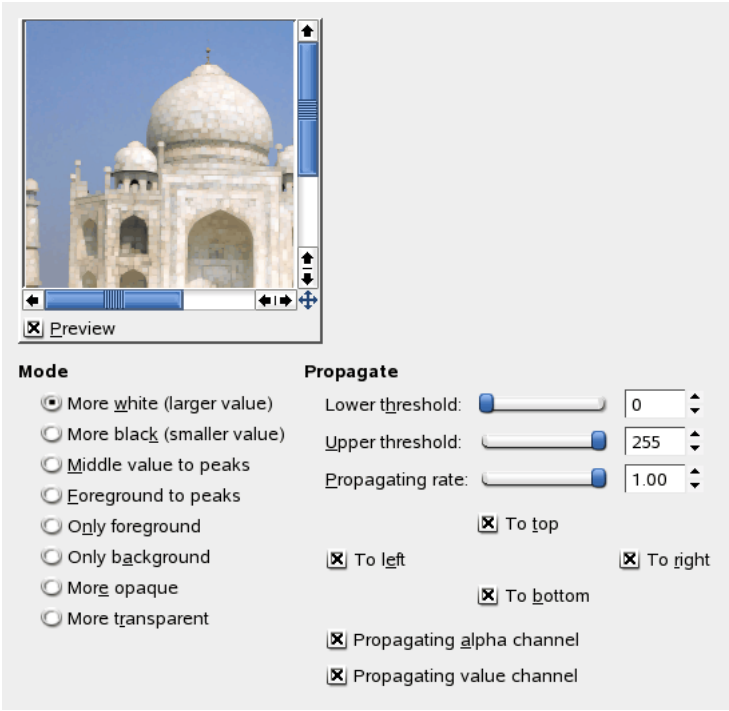 Preview
Mode
More white (larger value)
More black (smaller value)
Middle value to peaks
Foreground to peaks
Only foreground
Only background
More opaque
More transparent
Propagate
Lower threshold: 0
Upper threshold: 255
Propagating rate: 1.00
To top
To left To right
To bottom
Propagating alpha channel
Propagating value channel